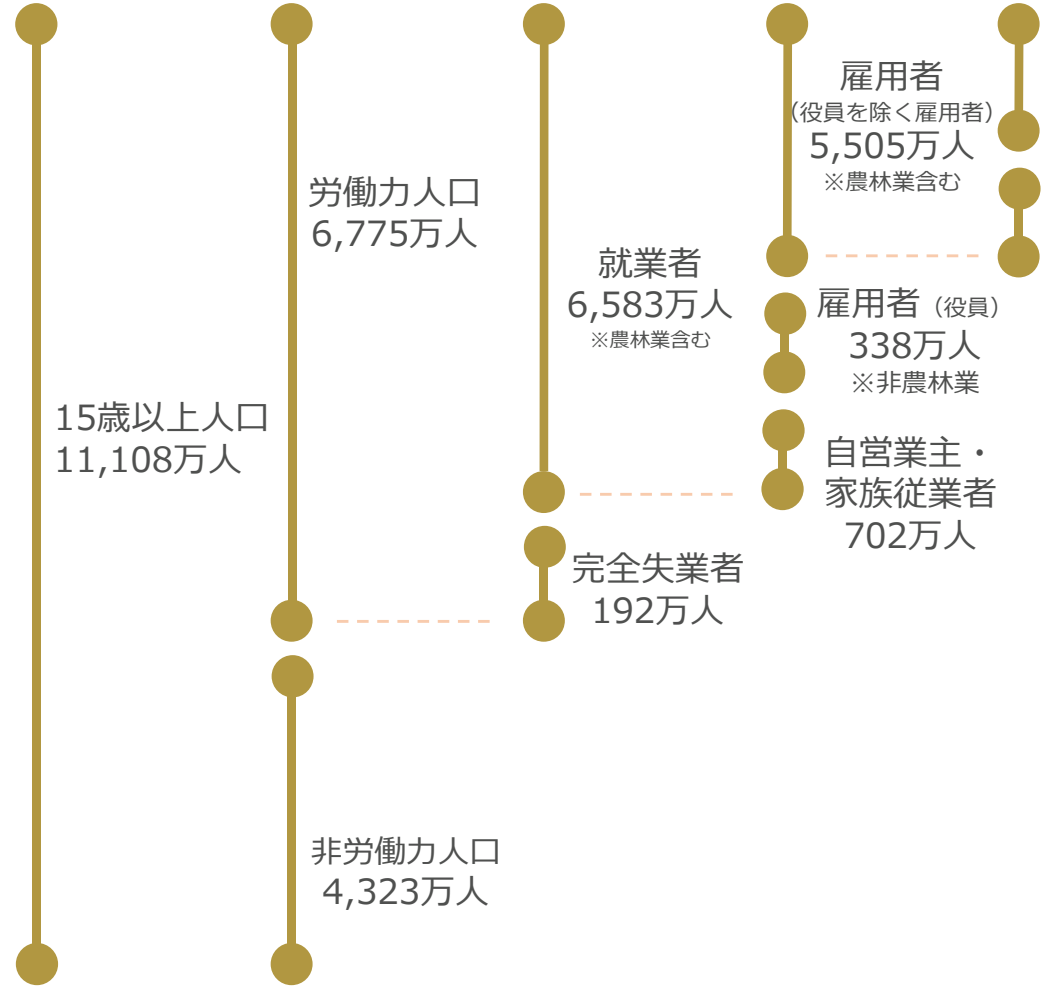 15歳以上人口
11,108万人
労働力人口
6,775万人
非労働力人口
4,323万人
就業者
6,583万人
※農林業含む
完全失業者
192万人
雇用者
（役員を除く雇用者）
5,505万人
※農林業含む
雇用者（役員）
338万人
※非農林業
自営業主・
家族従業者
702万人